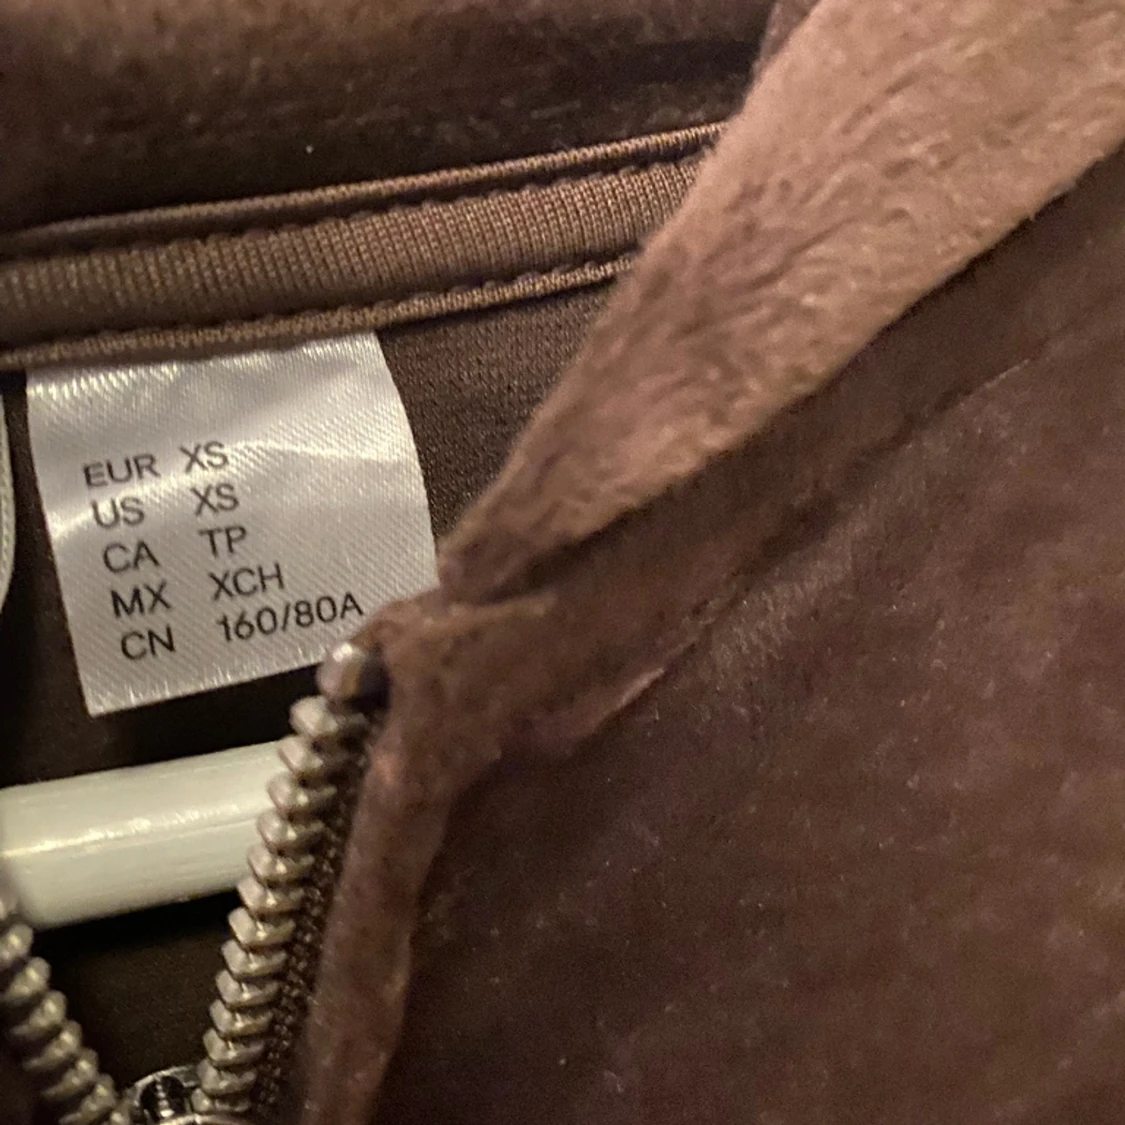 EUR XS
US XS
CA TP
MX XCH
CN 160/80A